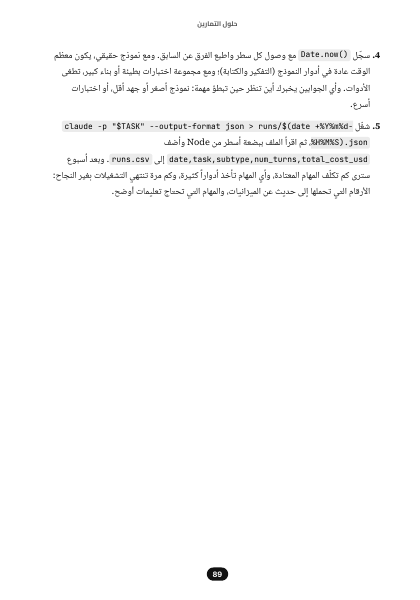 حلول التمارين
4. سجّل Date.now() مع وصول كل سطر واطبع الفرق عن السابق. ومع نموذج حقيقي، يكون معظم
الوقت عادة في أدوار النموذج (التفكير والكتابة)؛ ومع مجموعة اختبارات بطيئة أو بناء كبير، تطغى
الأدوات. وأي الجوابين يخبرك أين تنظر حين تبطؤ مهمة: نموذج أصغر أو جهد أقل، أو اختبارات
أسرع.
5. شغّل claude -p "$TASK" --output-format json > runs/$(date +%Y%m%d-
%H%M%S).json، ثم اقرأ الملف ببضعة أسطر من Node وأضف
date,task,subtype,num_turns,total_cost_usd إلى runs.csv. وبعد أسبوع
سترى كم تكلّف المهام المعتادة، وأي المهام تأخذ أدواراً كثيرة، وكم مرة تنتهي التشغيلات بغير النجاح:
الأرقام التي تحملها إلى حديث عن الميزانيات، والمهام التي تحتاج تعليمات أوضح.
89